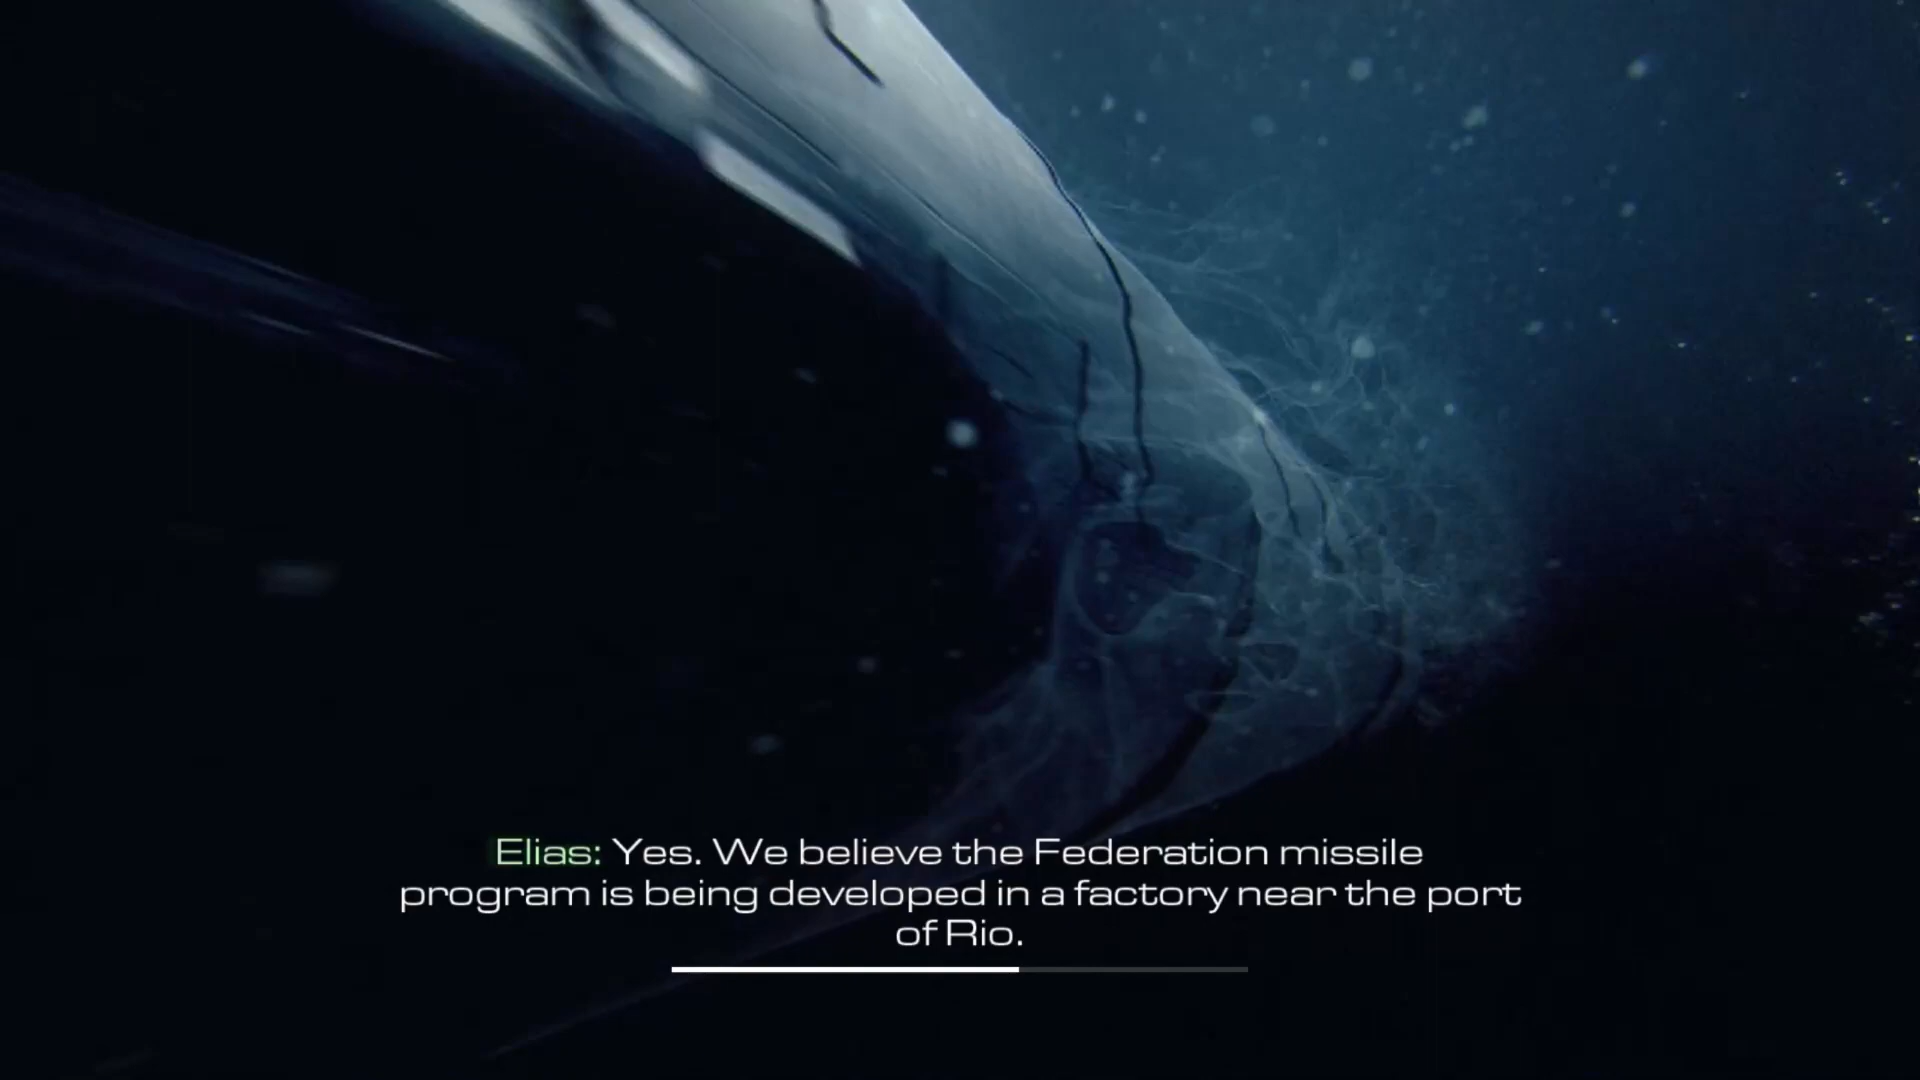 Elias: Yes. We believe the Federation missile
program is being developed in a factory near the port
of Rio.